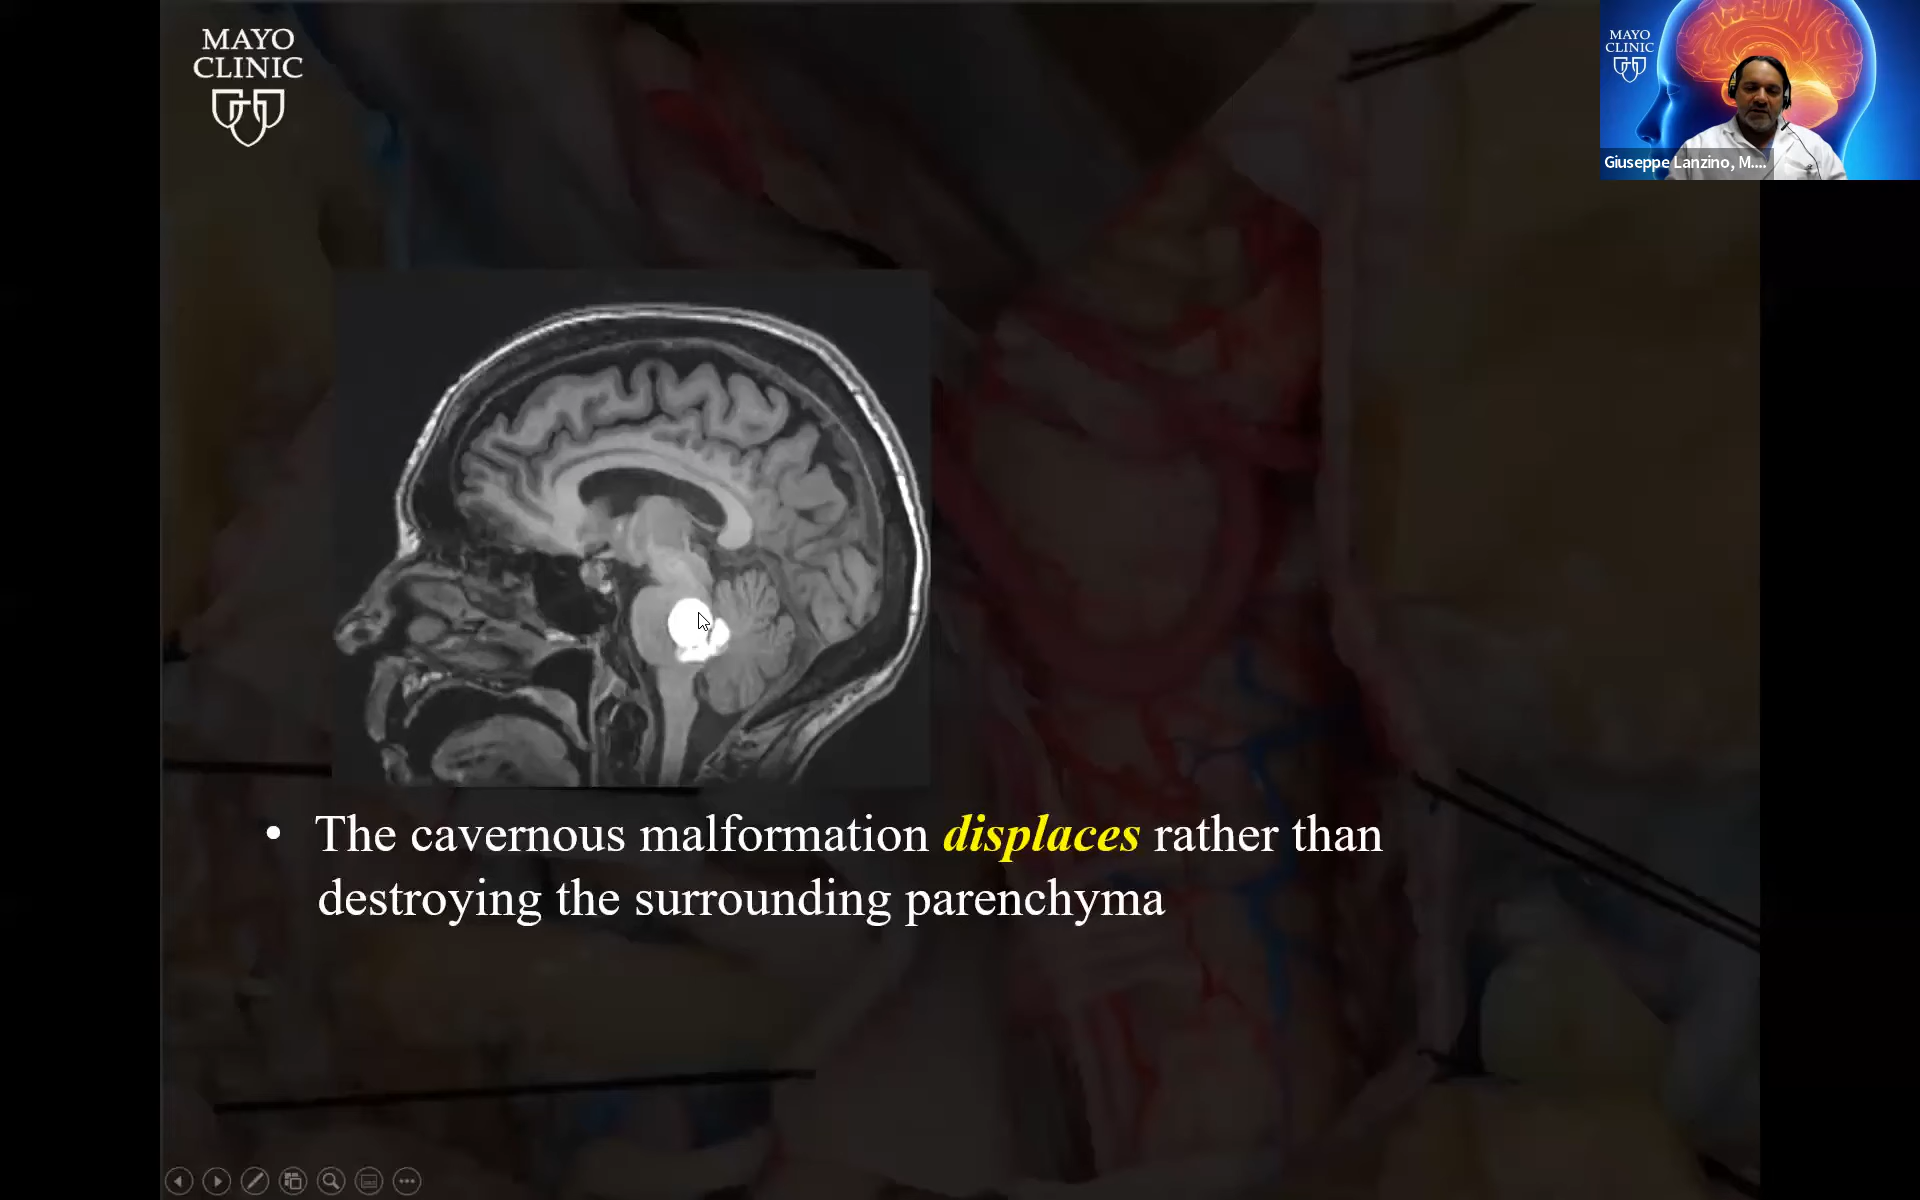 MAYO
CLINIC
MAYO
CLINIC
Giuseppe Lanzino, M....
• The cavernous malformation displaces rather than
destroying the surrounding parenchyma